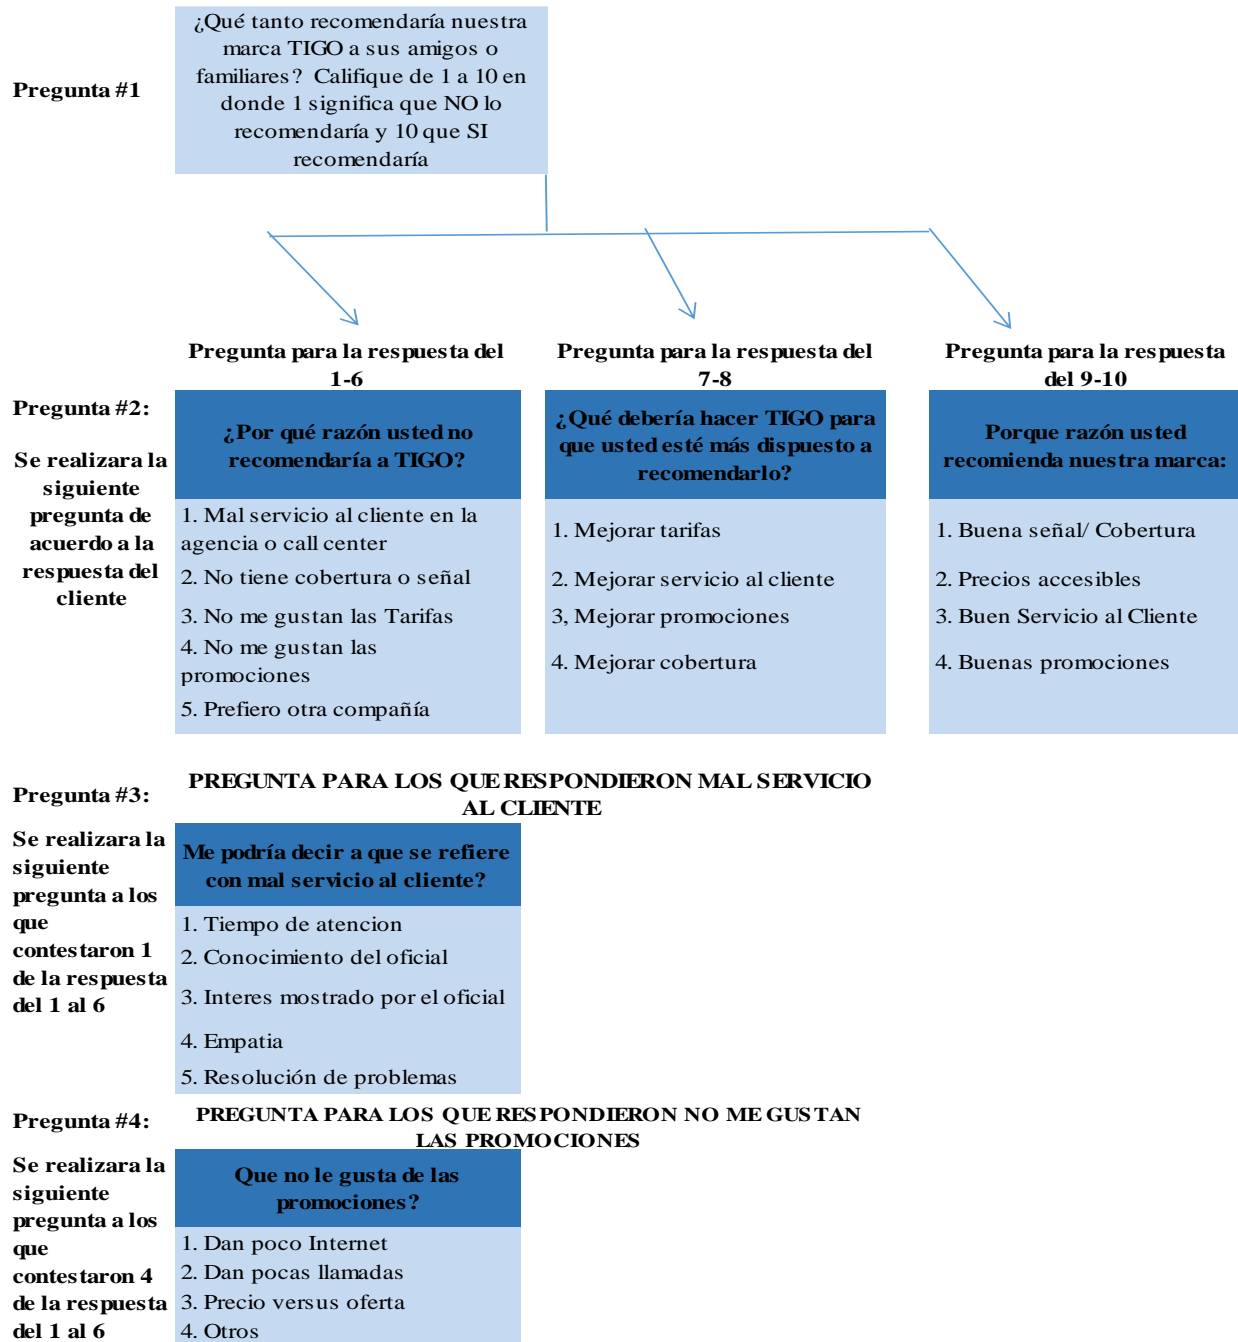 Pregunta #1
¿Qué tanto recomendaría nuestra
marca TIGO a sus amigos o
familiares? Califique de 1 a 10 en
donde 1 significa que NO lo
recomendaría y 10 que SI
recomendaría
Pregunta para la respuesta del
1-6
Pregunta para la respuesta del
7-8
Pregunta para la respuesta
del 9-10
Pregunta #2:
Se realizara la
siguiente
pregunta de
acuerdo a la
respuesta del
cliente
¿Por qué razón usted no
recomendaría a TIGO?
1. Mal servicio al cliente en la
agencia o call center
2. No tiene cobertura o señal
3. No me gustan las Tarifas
4. No me gustan las
promociones
5. Prefiero otra compañía
¿Qué debería hacer TIGO para
que usted esté más dispuesto a
recomendarlo?
1. Mejorar tarifas
2. Mejorar servicio al cliente
3, Mejorar promociones
4. Mejorar cobertura
Porque razón usted
recomienda nuestra marca:
1. Buena señal/ Cobertura
2. Precios accesibles
3. Buen Servicio al Cliente
4. Buenas promociones
Pregunta #3:
PREGUNTA PARA LOS QUE RESPONDIERON MAL SERVICIO
AL CLIENTE
Se realizara la
siguiente
pregunta a los
que
contestaron 1
de la respuesta
del 1 al 6
Me podría decir a que se refiere
con mal servicio al cliente?
1. Tiempo de atencion
2. Conocimiento del oficial
3. Interes mostrado por el oficial
4. Empatia
5. Resolución de problemas
Pregunta #4:
PREGUNTA PARA LOS QUE RESPONDIERON NO ME GUSTAN
LAS PROMOCIONES
Se realizara la
siguiente
pregunta a los
que
contestaron 4
de la respuesta
del 1 al 6
Que no le gusta de las
promociones?
1. Dan poco Internet
2. Dan pocas llamadas
3. Precio versus oferta
4. Otros